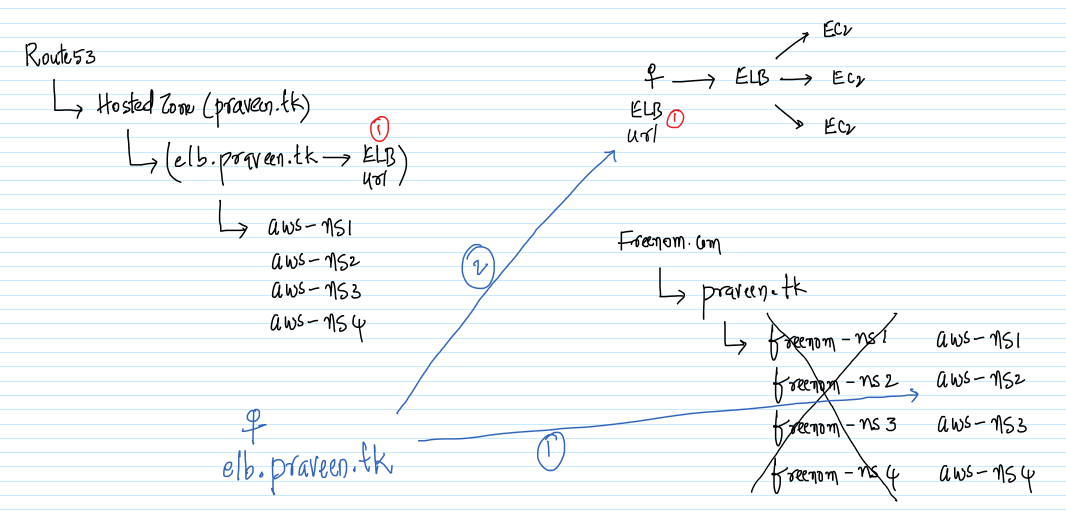 Route53
Hosted Zone (praveen.tk)
(elb.praveen.tk → ELB url)
①
aws-ns1
aws-ns2
aws-ns3
aws-ns4
ELB
EC2
EC2
EC2
ELB
url ①
②
Freenom.com
praveen.tk
freenom-ns1 aws-ns1
freenom-ns2 aws-ns2
freenom-ns3 aws-ns3
freenom-ns4 aws-ns4
①
elb.praveen.tk